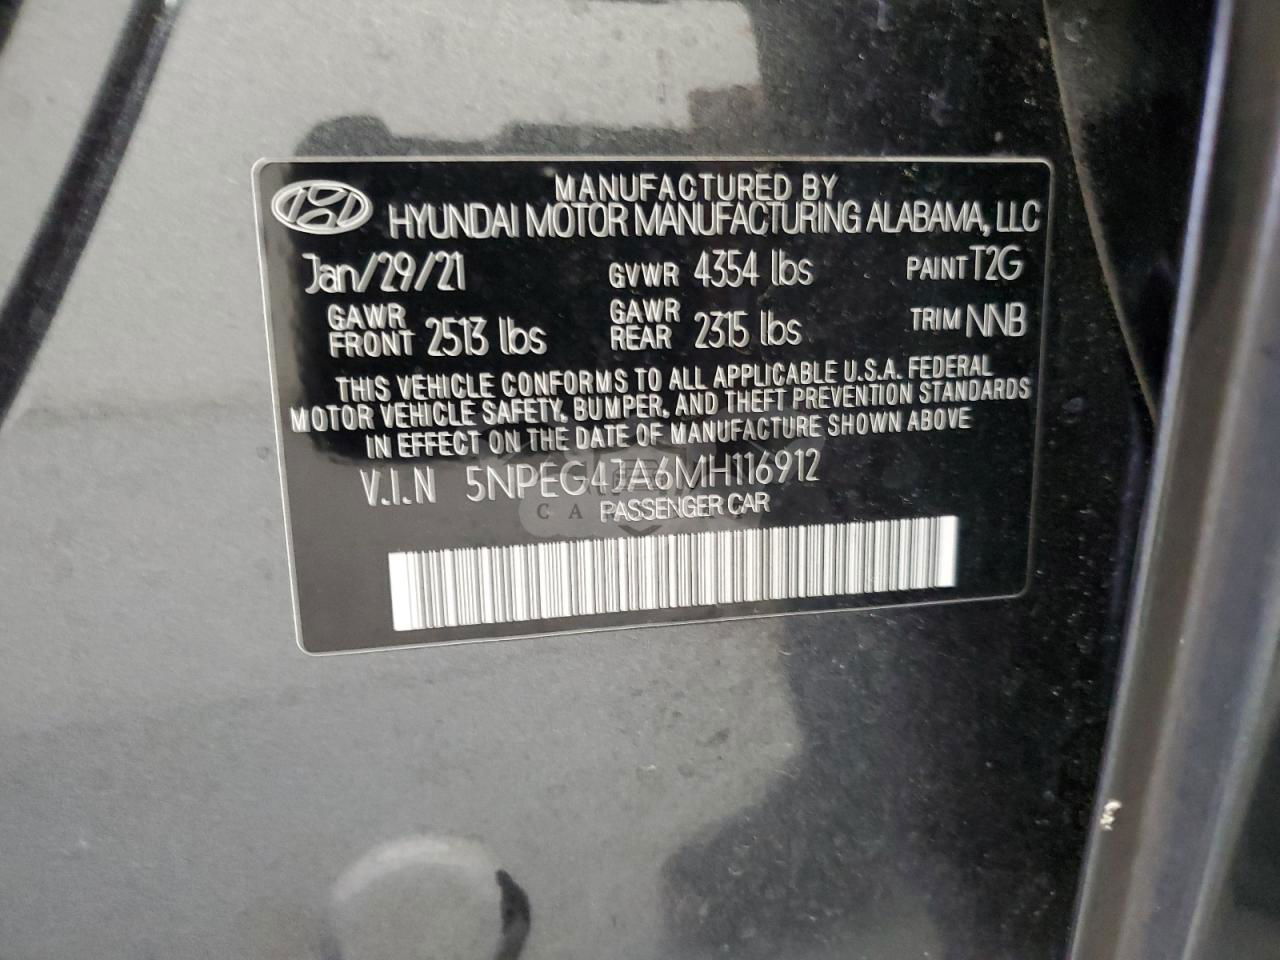 MANUFACTURED BY
HYUNDAI MOTOR MANUFACTURING ALABAMA, LLC
Jan/29/21 GVWR 4354 lbs PAINT T2G
GAWR FRONT 2513 lbs GAWR REAR 2315 lbs TRIM NNB
THIS VEHICLE CONFORMS TO ALL APPLICABLE U.S.A. FEDERAL
MOTOR VEHICLE SAFETY, BUMPER, AND THEFT PREVENTION STANDARDS
IN EFFECT ON THE DATE OF MANUFACTURE SHOWN ABOVE
V.I.N 5NPEG4JA6MH116912
PASSENGER CAR